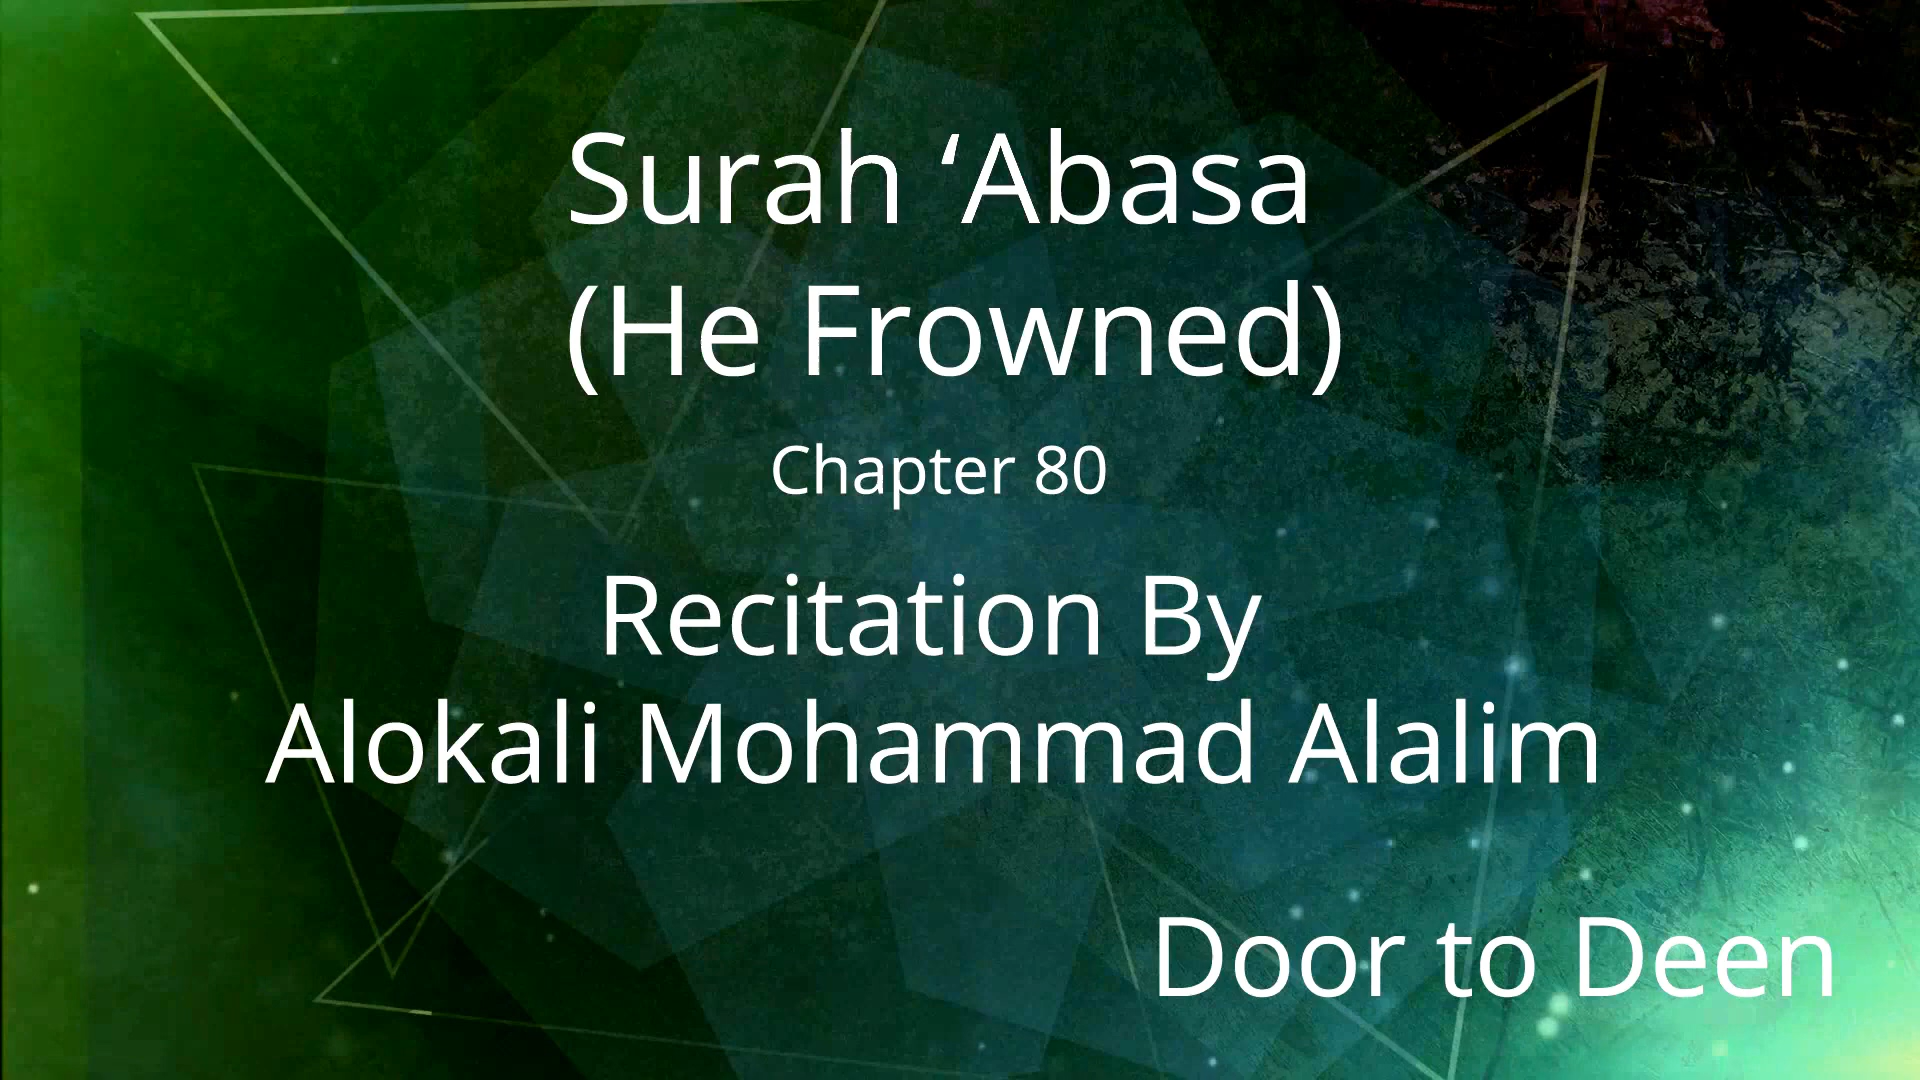 Surah ‘Abasa
(He Frowned)
Chapter 80
Recitation By
Alokali Mohammad Alalim
Door to Deen